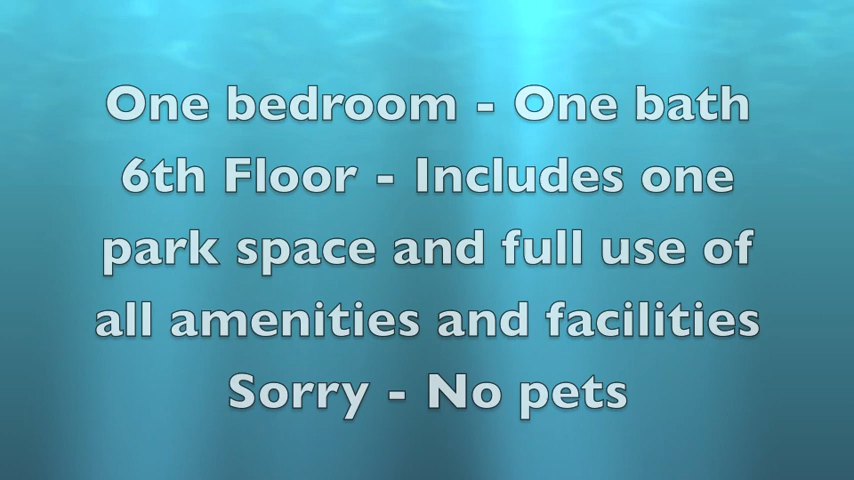 One bedroom - One bath
6th Floor - Includes one
park space and full use of
all amenities and facilities
Sorry - No pets